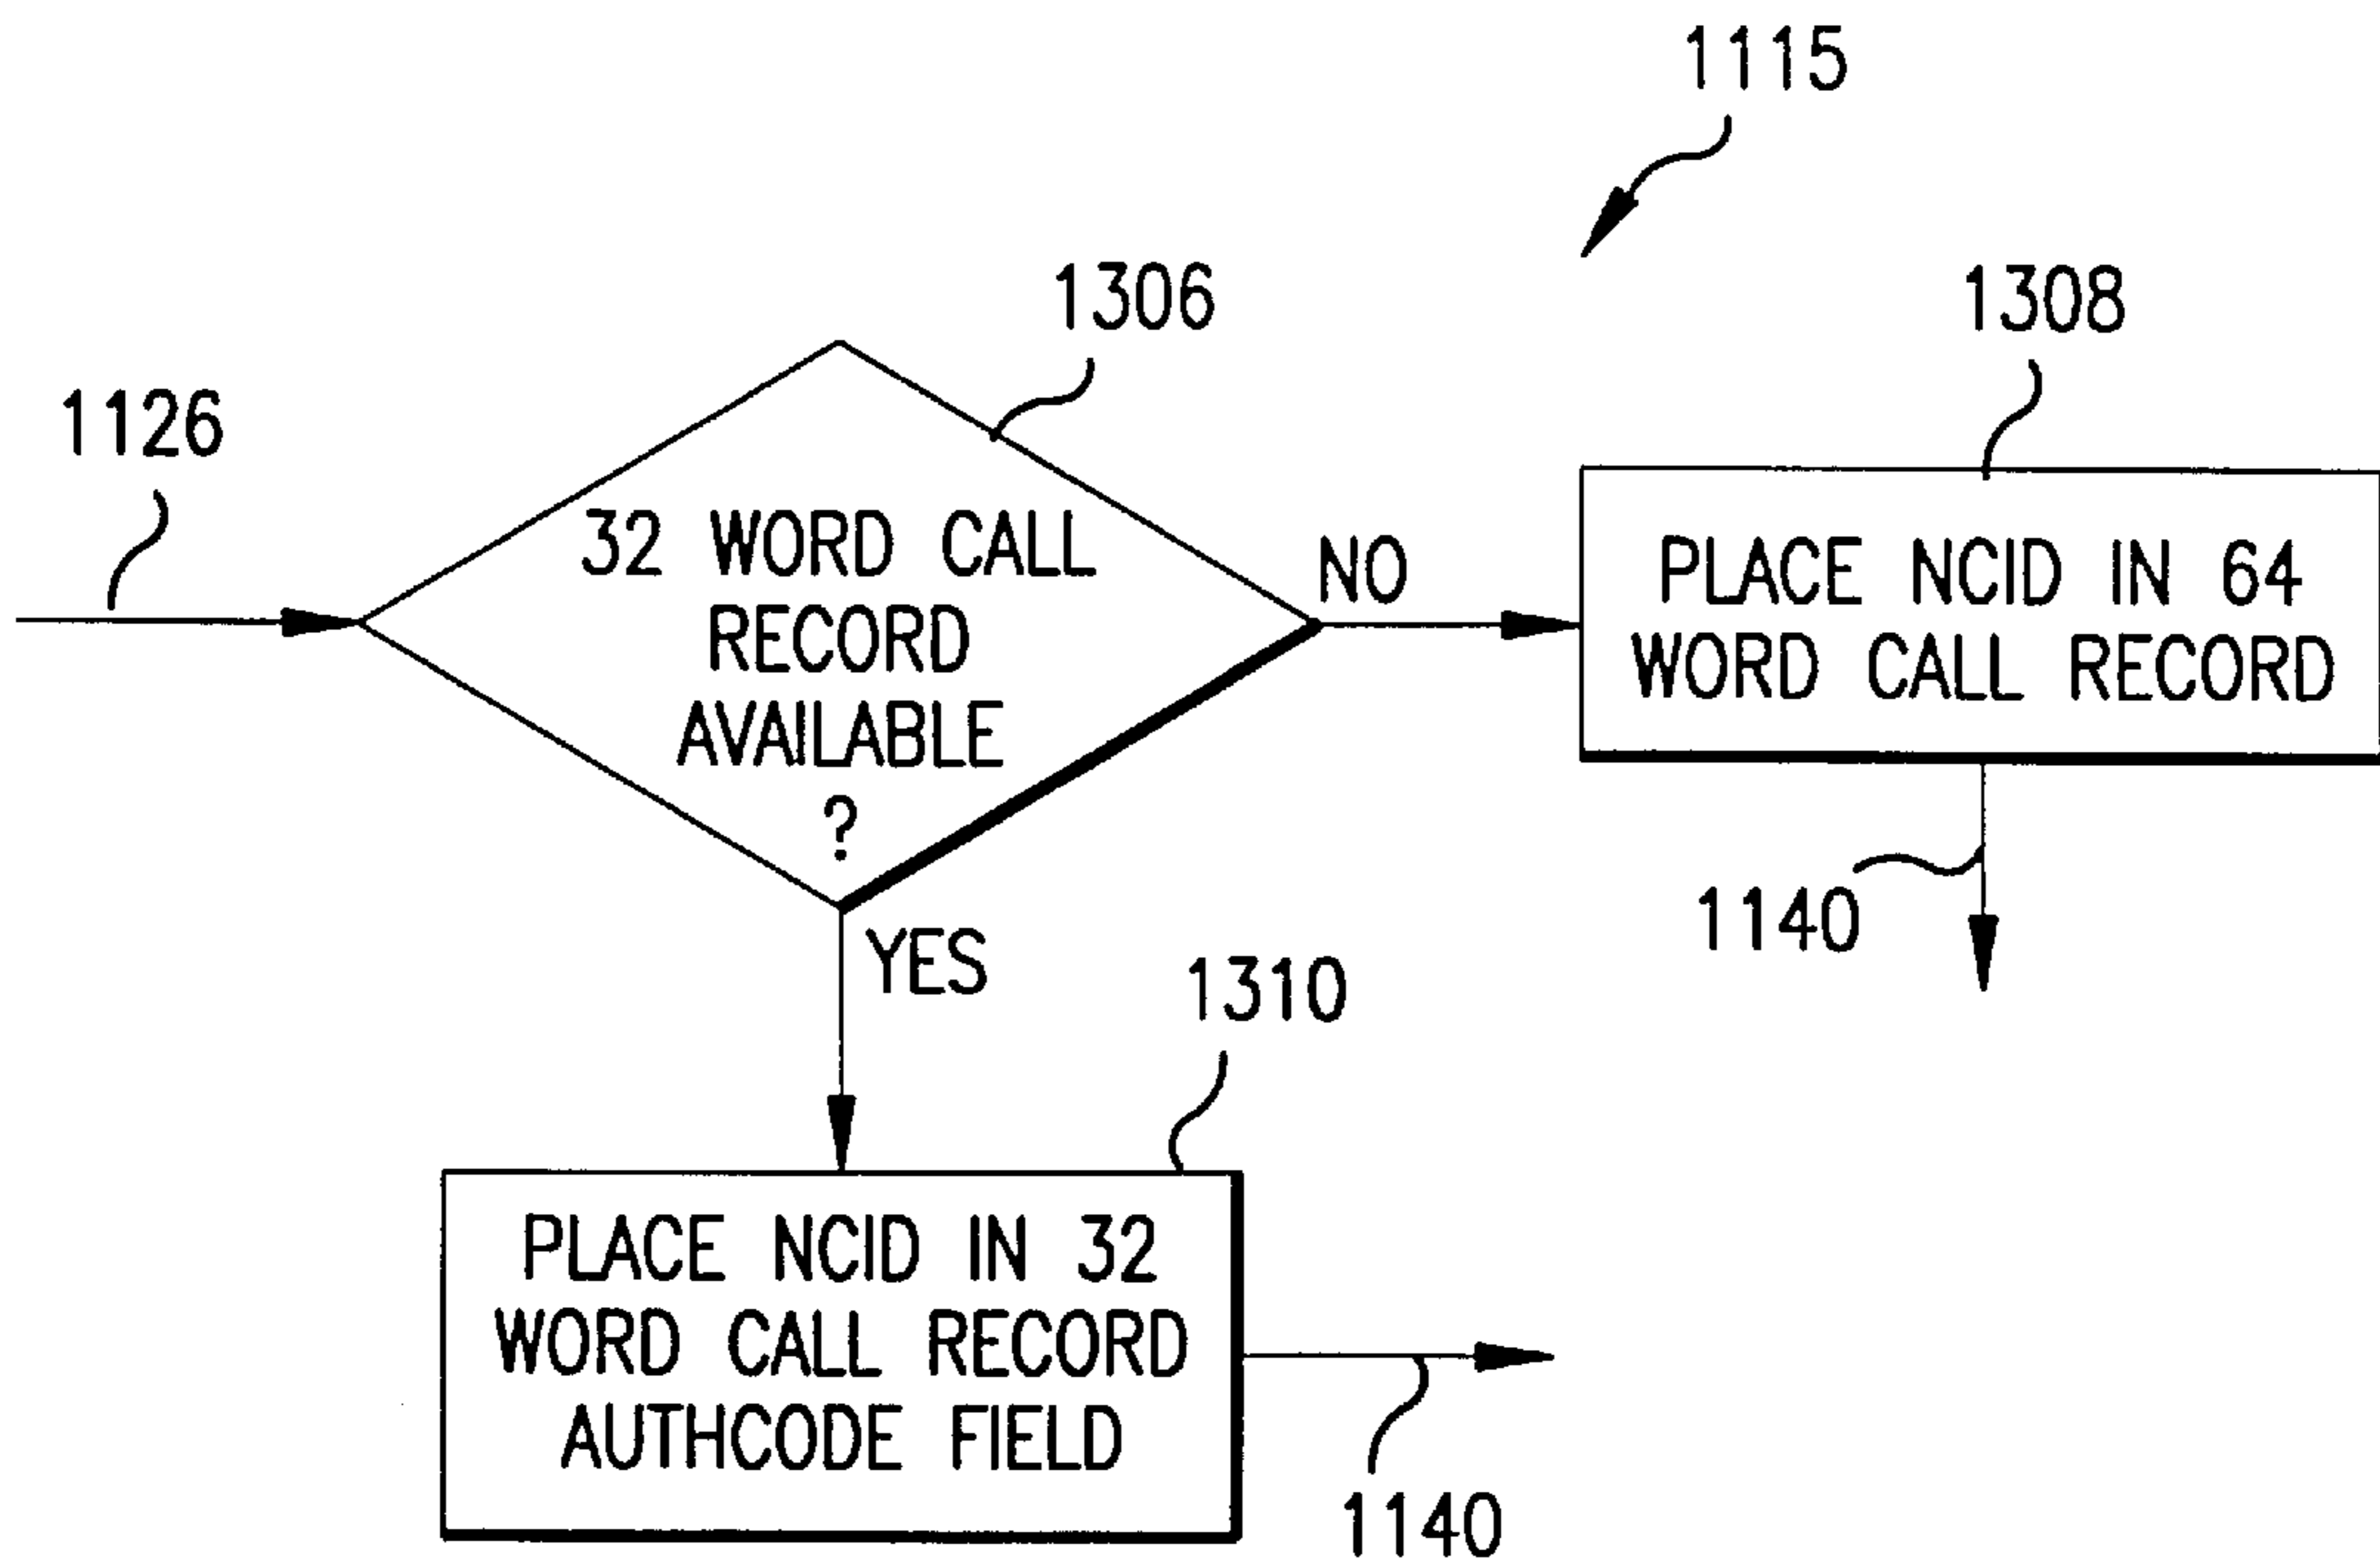 1115
1306
1308
1126
32 WORD CALL
RECORD
AVAILABLE
?
NO
PLACE NCID IN 64
WORD CALL RECORD
1140
YES
1310
PLACE NCID IN 32
WORD CALL RECORD
AUTHCODE FIELD
1140